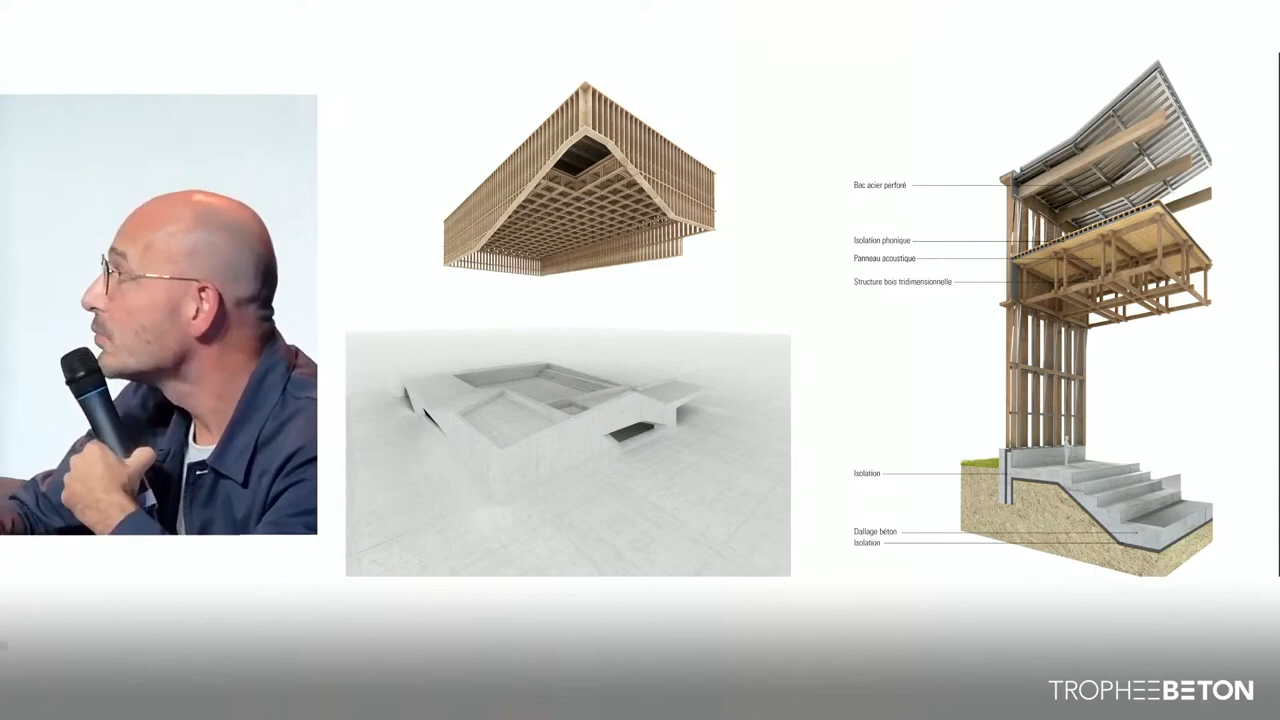 Bac acier perforé
Isolation phonique
Panneau acoustique
Structure bois tridimensionnelle
Isolation
Dallage béton
Isolation
TROPHEEBETON